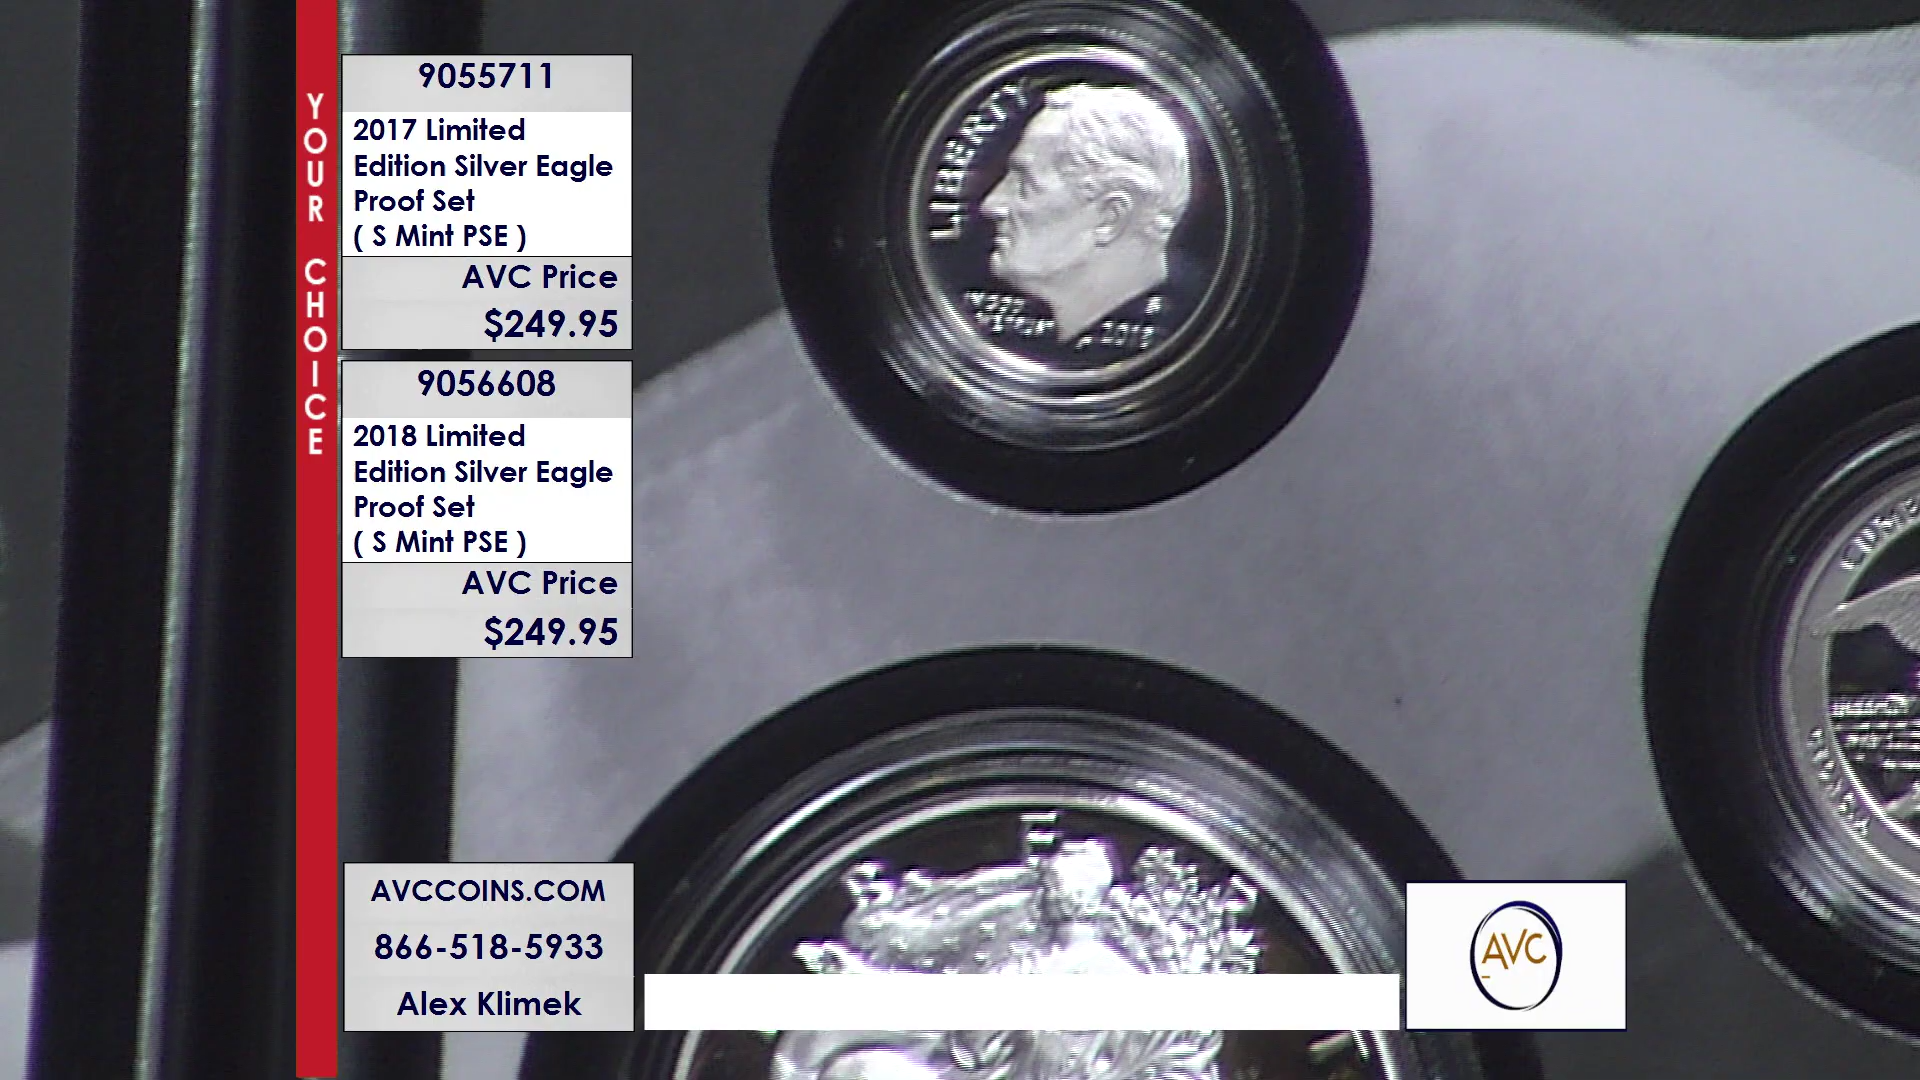 YOUR CHOICE
9055711
2017 Limited
Edition Silver Eagle
Proof Set
( S Mint PSE )
AVC Price
$249.95
9056608
2018 Limited
Edition Silver Eagle
Proof Set
( S Mint PSE )
AVC Price
$249.95
AVCCOINS.COM
866-518-5933
Alex Klimek
LIBERTY
2018
AVC